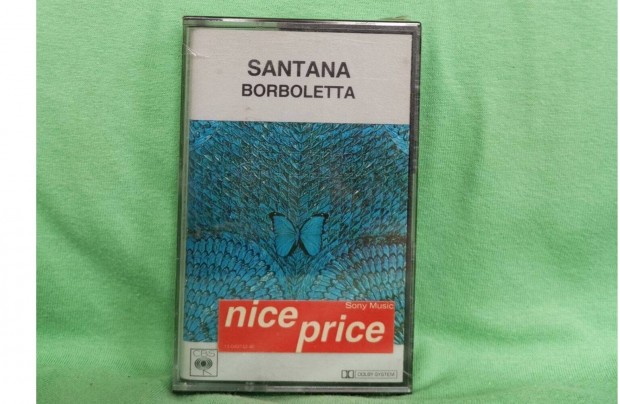 SANTANA
BORBOLETTA
Sony Music
nice price
CBS
DOLBY SYSTEM